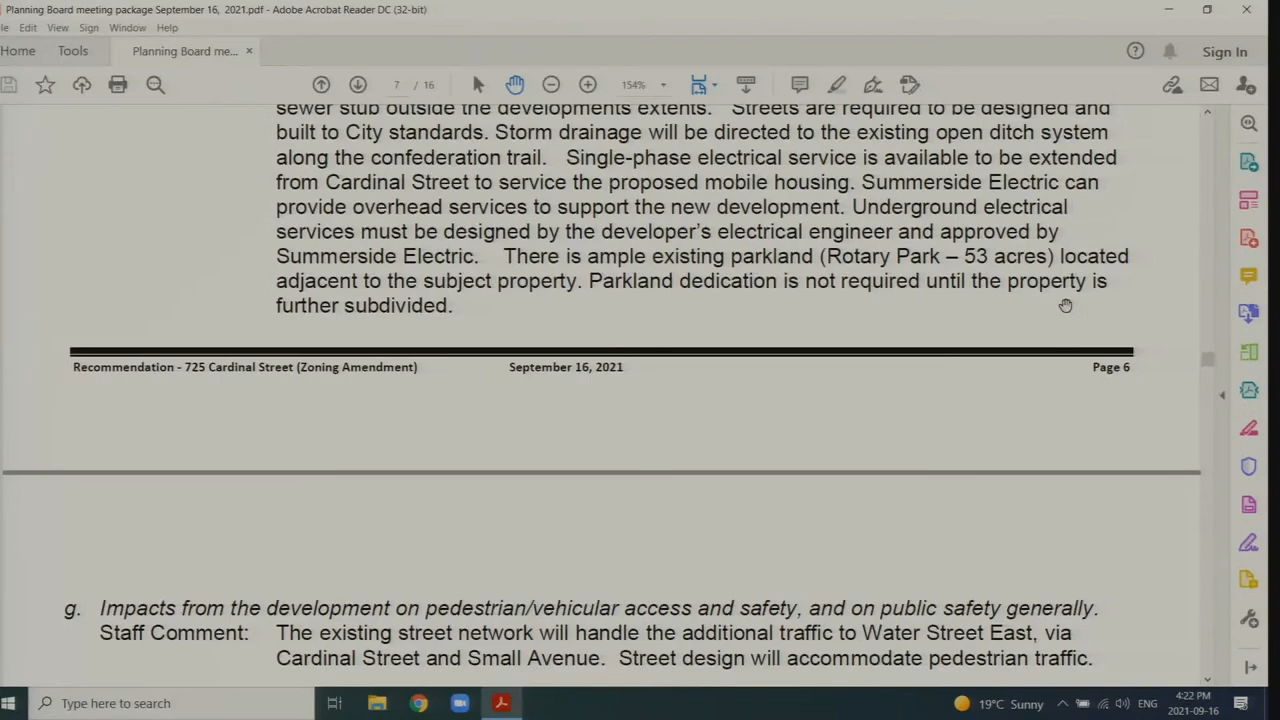 Planning Board meeting package September 16, 2021.pdf - Adobe Acrobat Reader DC (32-bit)
le Edit View Sign Window Help
Home Tools Planning Board me... × Sign In
7 / 16 154%
sewer stub outside the developments extents. Streets are required to be designed and
built to City standards. Storm drainage will be directed to the existing open ditch system
along the confederation trail. Single-phase electrical service is available to be extended
from Cardinal Street to service the proposed mobile housing. Summerside Electric can
provide overhead services to support the new development. Underground electrical
services must be designed by the developer's electrical engineer and approved by
Summerside Electric. There is ample existing parkland (Rotary Park – 53 acres) located
adjacent to the subject property. Parkland dedication is not required until the property is
further subdivided.
Recommendation - 725 Cardinal Street (Zoning Amendment) September 16, 2021 Page 6
g. Impacts from the development on pedestrian/vehicular access and safety, and on public safety generally.
Staff Comment: The existing street network will handle the additional traffic to Water Street East, via
Cardinal Street and Small Avenue. Street design will accommodate pedestrian traffic.
Type here to search 19°C Sunny ENG 4:22 PM
2021-09-16